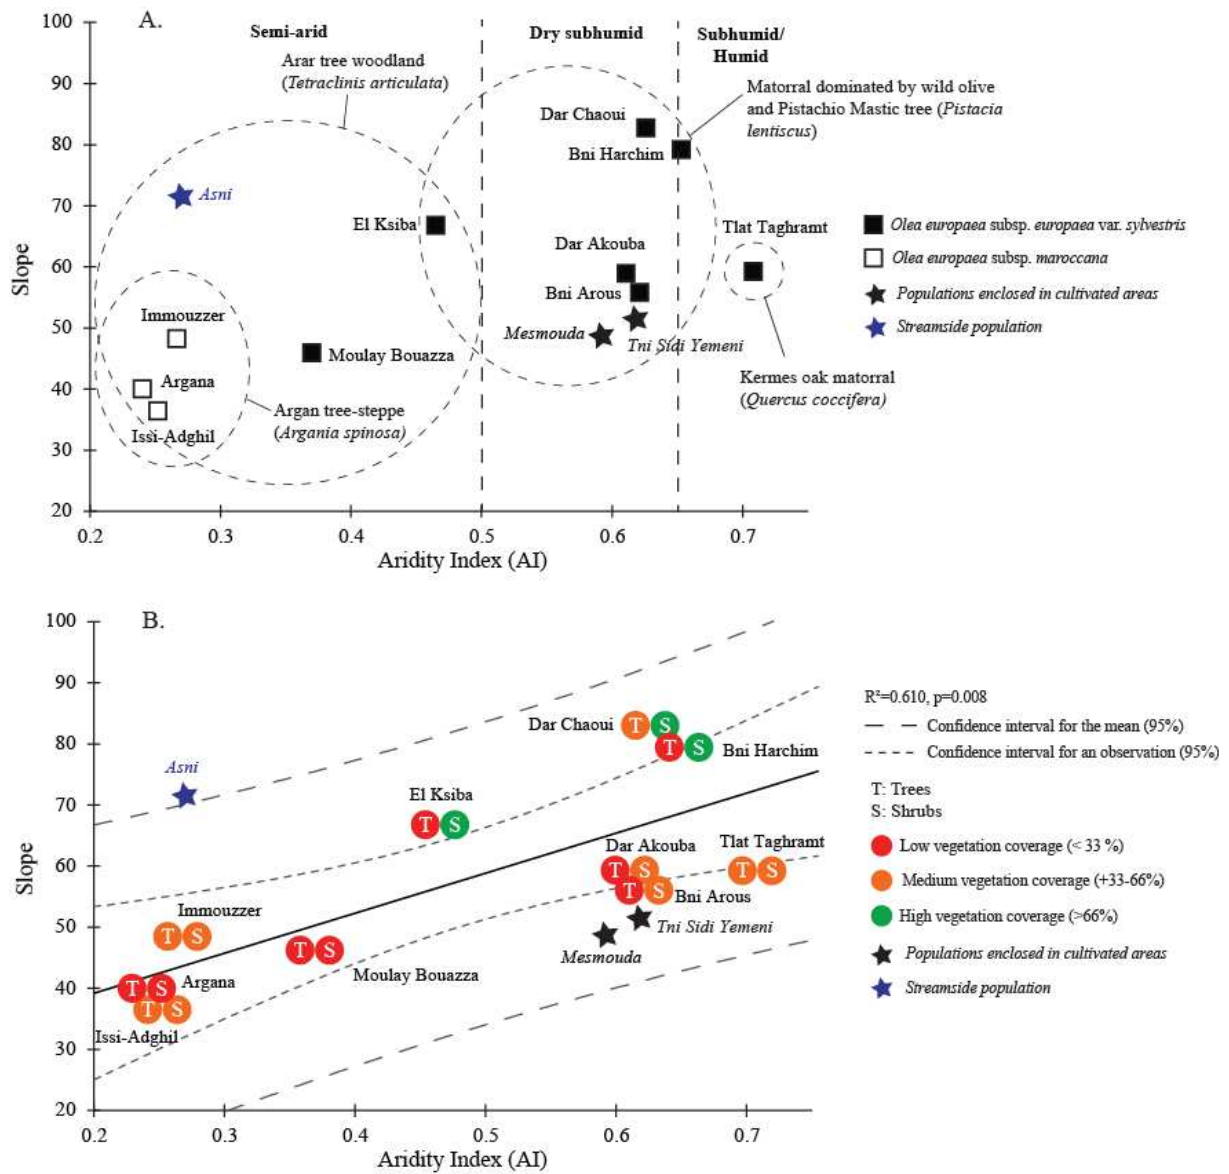 A.
Semi-arid
Dry subhumid
Subhumid/
Humid
Arar tree woodland
(Tetraclinis articulata)
Matorral dominated by wild olive
and Pistachio Mastic tree (Pistacia
lentiscus)
Dar Chaoui
Bni Harchim
Asni
El Ksiba
Dar Akouba
Tlat Taghramt
Bni Arous
Immouzzer
Mesmouda
Tni Sidi Yemeni
Moulay Bouazza
Argana
Kermes oak matorral
(Quercus coccifera)
Argan tree-steppe
(Argania spinosa)
Issi-Adghil
Slope
100
90
80
70
60
50
40
30
20
0.2
0.3
0.4
0.5
0.6
0.7
Aridity Index (AI)
Olea europaea subsp. europaea var. sylvestris
Olea europaea subsp. maroccana
Populations enclosed in cultivated areas
Streamside population
B.
Dar Chaoui
T S
T S
Bni Harchim
Asni
El Ksiba
T S
Dar Akouba
T S
Tlat Taghramt
T S
T S
Bni Arous
Immouzzer
T S
Tni Sidi Yemeni
Mesmouda
T S
Moulay Bouazza
Argana
T S
T S
Issi-Adghil
Slope
100
90
80
70
60
50
40
30
20
0.2
0.3
0.4
0.5
0.6
0.7
Aridity Index (AI)
R²=0.610, p=0.008
Confidence interval for the mean (95%)
Confidence interval for an observation (95%)
T: Trees
S: Shrubs
Low vegetation coverage (< 33 %)
Medium vegetation coverage (+33-66%)
High vegetation coverage (>66%)
Populations enclosed in cultivated areas
Streamside population